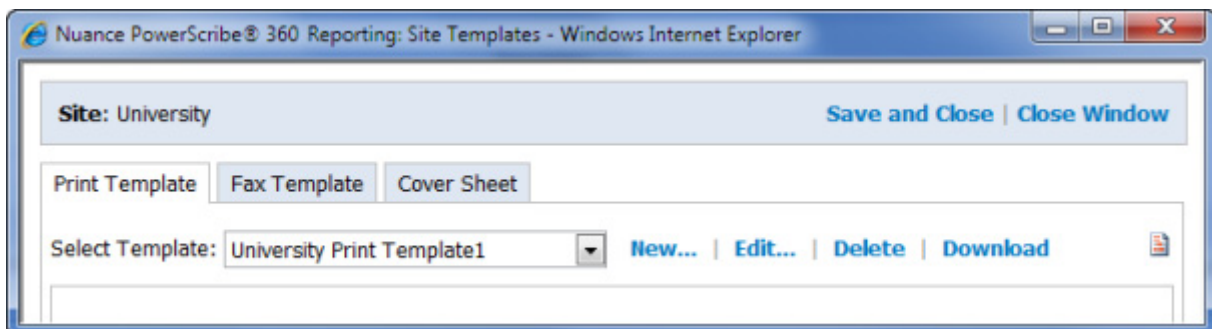 Nuance PowerScribe® 360 Reporting: Site Templates - Windows Internet Explorer
Site: University Save and Close | Close Window
Print Template Fax Template Cover Sheet
Select Template: University Print Template1 New... | Edit... | Delete | Download